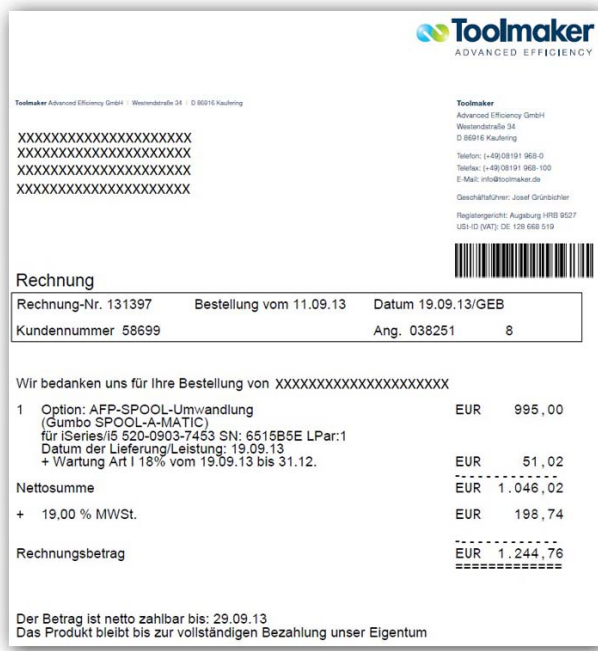 Toolmaker
ADVANCED EFFICIENCY
Toolmaker Advanced Efficiency GmbH | Westendstraße 34 | D 86916 Kaufering
XXXXXXXXXXXXXXXXXXXXX
XXXXXXXXXXXXXXXXXXXXX
XXXXXXXXXXXXXXXXXXXXX
XXXXXXXXXXXXXXXXXXXXX
Toolmaker
Advanced Efficiency GmbH
Westendstraße 34
D 86916 Kaufering
Telefon: (+49)08191 968-0
Telefax: (+49)08191 968-100
E-Mail: info@toolmaker.de
Geschäftsführer: Josef Grünbichler
Registergericht: Augsburg HRB 9527
USt-ID (VAT): DE 128 668 519
Rechnung
Rechnung-Nr. 131397 Bestellung vom 11.09.13 Datum 19.09.13/GEB
Kundennummer 58699 Ang. 038251 8
Wir bedanken uns für Ihre Bestellung von XXXXXXXXXXXXXXXXXXXXX
1 Option: AFP-SPOOL-Umwandlung EUR 995,00
(Gumbo SPOOL-A-MATIC)
für iSeries/i5 520-0903-7453 SN: 6515B5E LPar:1
Datum der Lieferung/Leistung: 19.09.13
+ Wartung Art I 18% vom 19.09.13 bis 31.12. EUR 51,02
Nettosumme EUR 1.046,02
+ 19,00 % MWSt. EUR 198,74
Rechnungsbetrag EUR 1.244,76
Der Betrag ist netto zahlbar bis: 29.09.13
Das Produkt bleibt bis zur vollständigen Bezahlung unser Eigentum